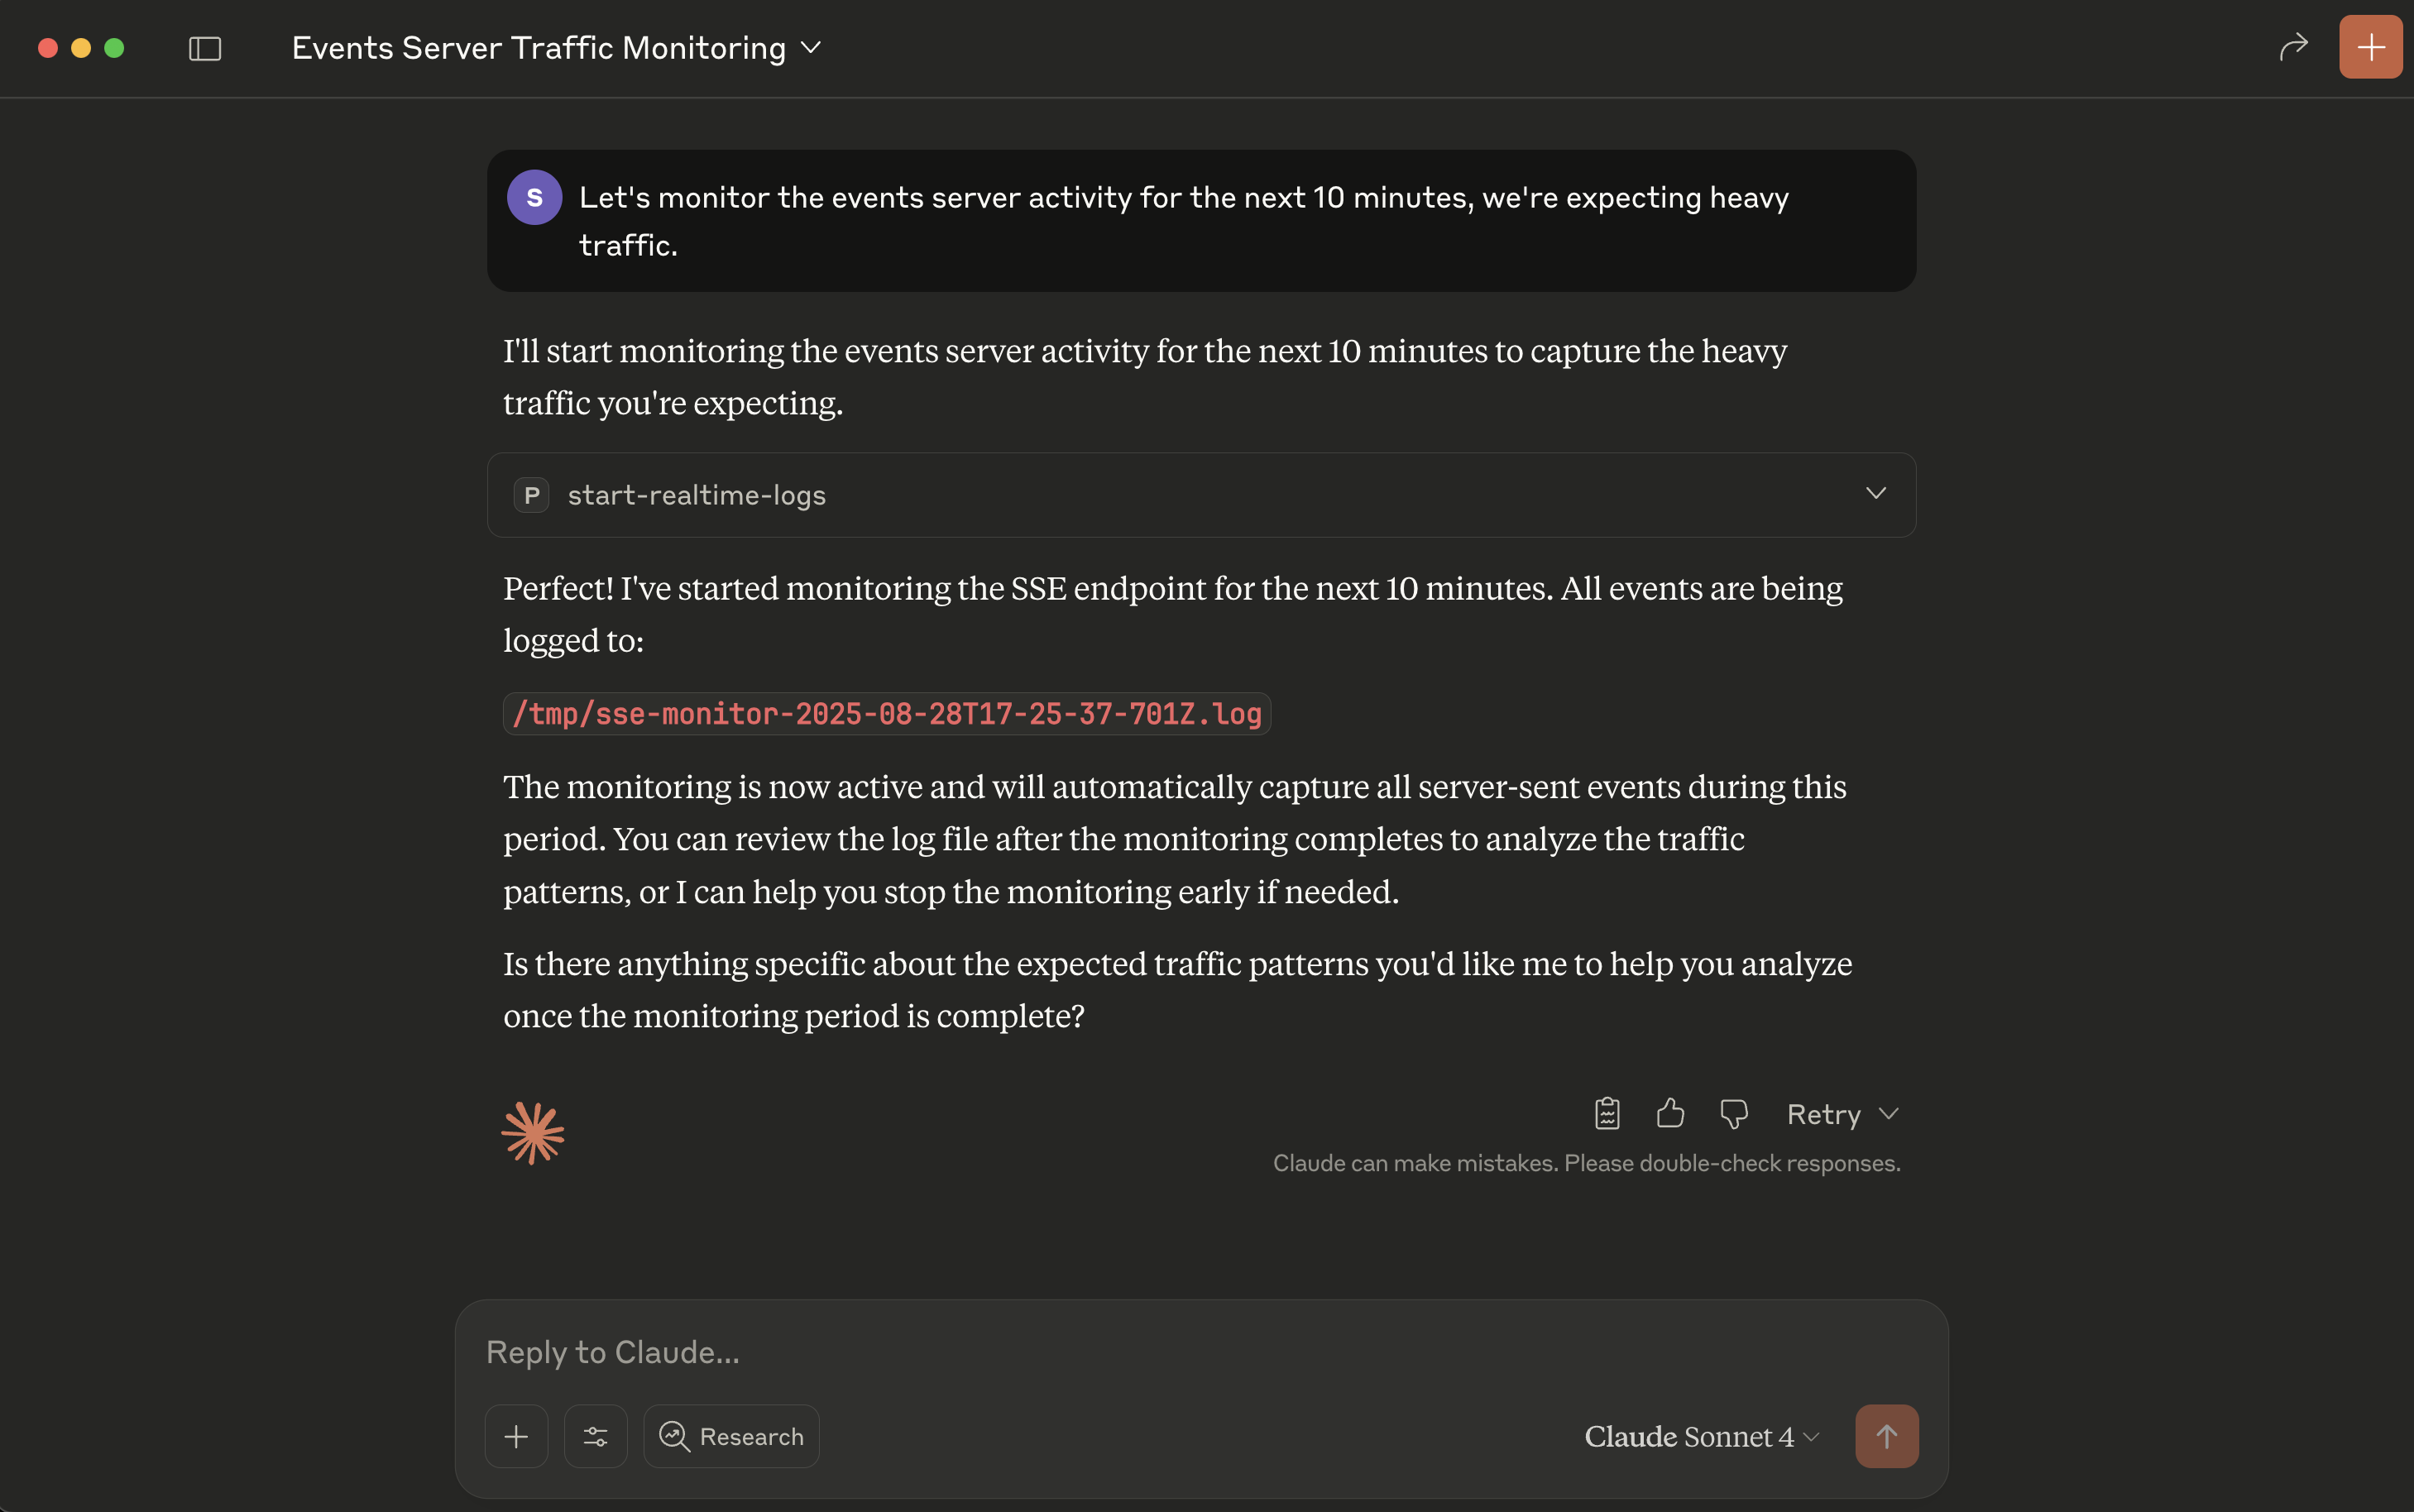 Events Server Traffic Monitoring
S
Let's monitor the events server activity for the next 10 minutes, we're expecting heavy
traffic.
I'll start monitoring the events server activity for the next 10 minutes to capture the heavy
traffic you're expecting.
P start-realtime-logs
Perfect! I've started monitoring the SSE endpoint for the next 10 minutes. All events are being
logged to:
/tmp/sse-monitor-2025-08-28T17-25-37-701Z.log
The monitoring is now active and will automatically capture all server-sent events during this
period. You can review the log file after the monitoring completes to analyze the traffic
patterns, or I can help you stop the monitoring early if needed.
Is there anything specific about the expected traffic patterns you'd like me to help you analyze
once the monitoring period is complete?
Retry
Claude can make mistakes. Please double-check responses.
Reply to Claude...
Research
Claude Sonnet 4